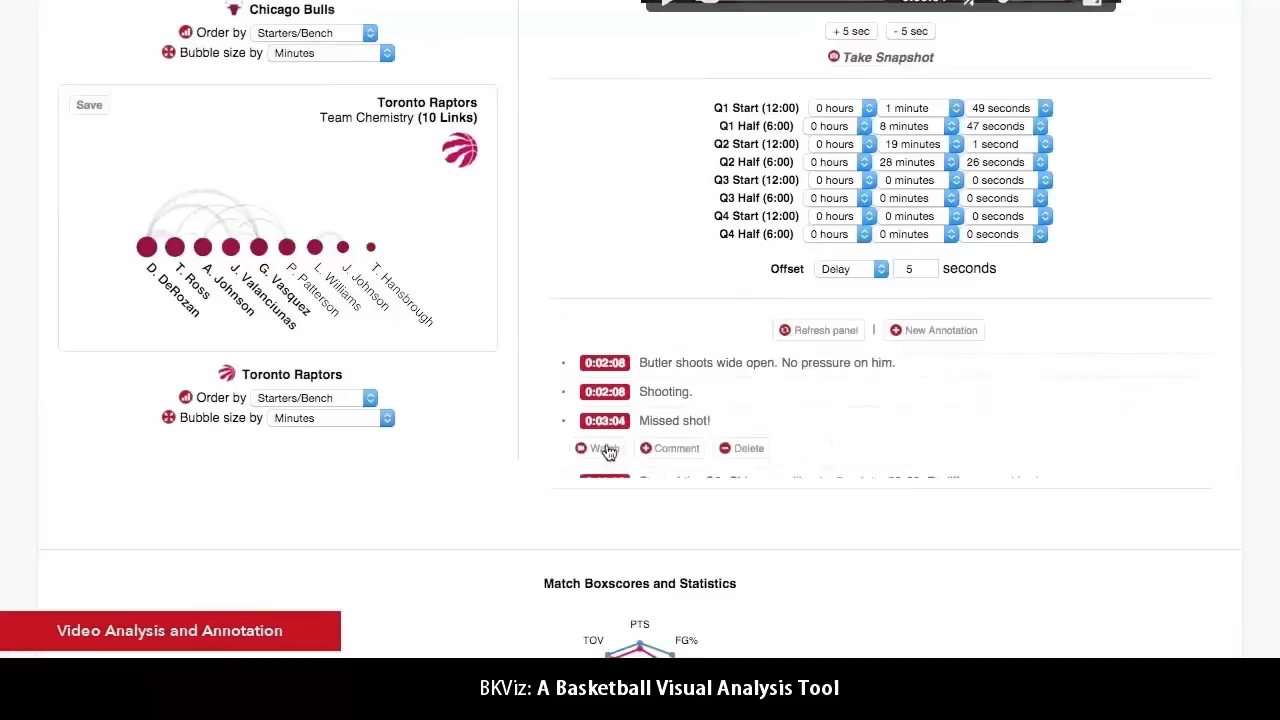 Chicago Bulls
Order by Starters/Bench
Bubble size by Minutes
Save
Toronto Raptors
Team Chemistry (10 Links)
D. DeRozan
T. Ross
A. Johnson
J. Valanciunas
G. Vasquez
P. Patterson
L. Williams
J. Johnson
T. Hansbrough
Toronto Raptors
Order by Starters/Bench
Bubble size by Minutes
+ 5 sec - 5 sec
Take Snapshot
Q1 Start (12:00) 0 hours 1 minute 49 seconds
Q1 Half (6:00) 0 hours 8 minutes 47 seconds
Q2 Start (12:00) 0 hours 19 minutes 1 second
Q2 Half (6:00) 0 hours 28 minutes 26 seconds
Q3 Start (12:00) 0 hours 0 minutes 0 seconds
Q3 Half (6:00) 0 hours 0 minutes 0 seconds
Q4 Start (12:00) 0 hours 0 minutes 0 seconds
Q4 Half (6:00) 0 hours 0 minutes 0 seconds
Offset Delay 5 seconds
Refresh panel | New Annotation
0:02:08 Butler shoots wide open. No pressure on him.
0:02:08 Shooting.
0:03:04 Missed shot!
Watch Comment Delete
Match Boxscores and Statistics
PTS
TOV FG%
Video Analysis and Annotation
BKViz: A Basketball Visual Analysis Tool